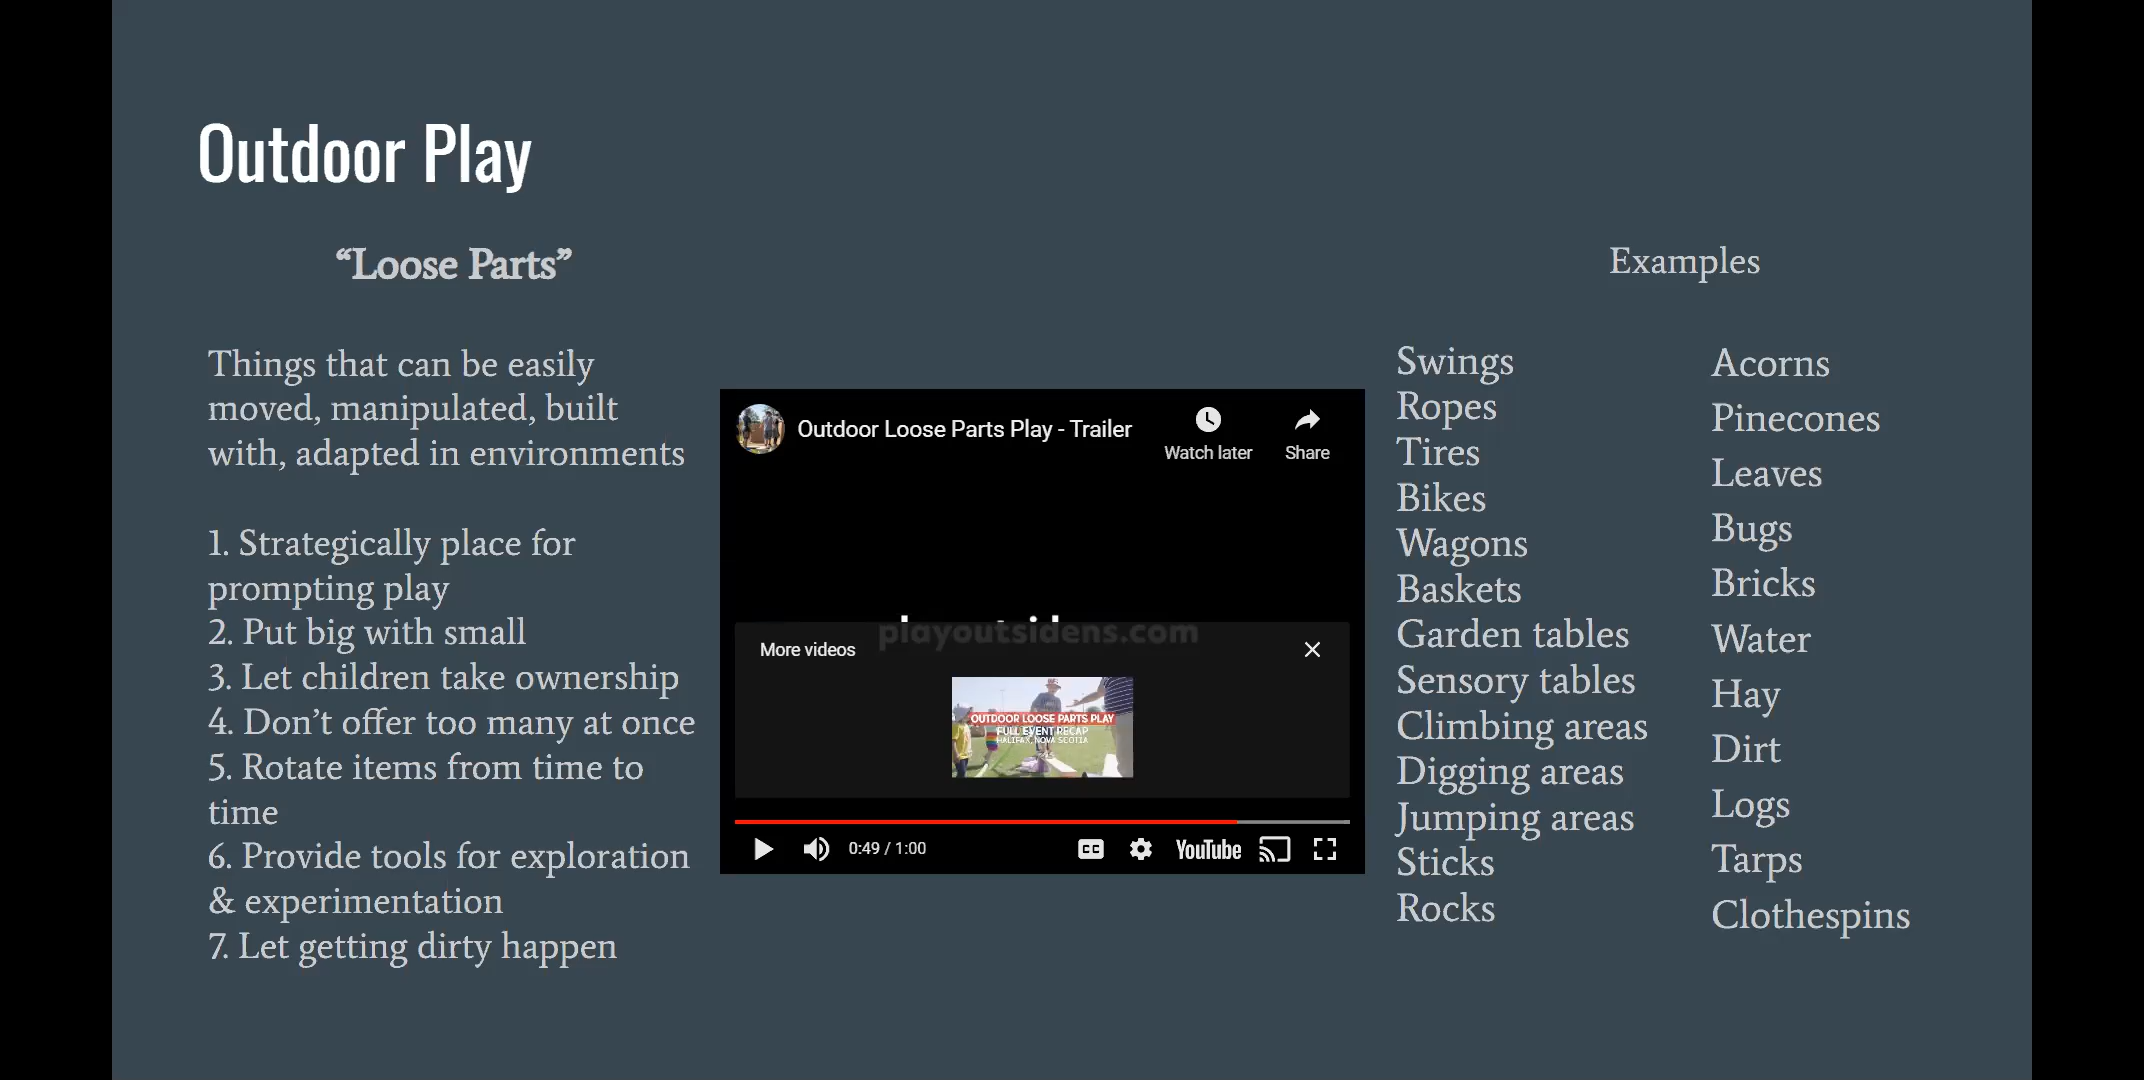 Outdoor Play
“Loose Parts”
Things that can be easily
moved, manipulated, built
with, adapted in environments
1. Strategically place for
prompting play
2. Put big with small
3. Let children take ownership
4. Don’t offer too many at once
5. Rotate items from time to
time
6. Provide tools for exploration
& experimentation
7. Let getting dirty happen
Outdoor Loose Parts Play - Trailer
Watch later
Share
playoutsidens.com
More videos
OUTDOOR LOOSE PARTS PLAY
FULL EVENT RECAP
HALIFAX, NOVA SCOTIA
0:49 / 1:00
CC
YouTube
Examples
Swings
Ropes
Tires
Bikes
Wagons
Baskets
Garden tables
Sensory tables
Climbing areas
Digging areas
Jumping areas
Sticks
Rocks
Acorns
Pinecones
Leaves
Bugs
Bricks
Water
Hay
Dirt
Logs
Tarps
Clothespins